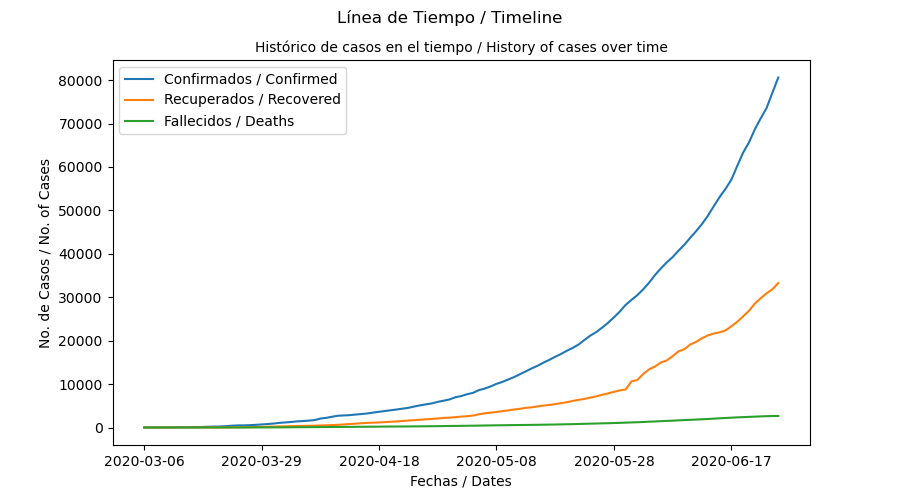 Línea de Tiempo / Timeline
Histórico de casos en el tiempo / History of cases over time
Confirmados / Confirmed
Recuperados / Recovered
Fallecidos / Deaths
No. de Casos / No. of Cases
80000
70000
60000
50000
40000
30000
20000
10000
0
2020-03-06 2020-03-29 2020-04-18 2020-05-08 2020-05-28 2020-06-17
Fechas / Dates